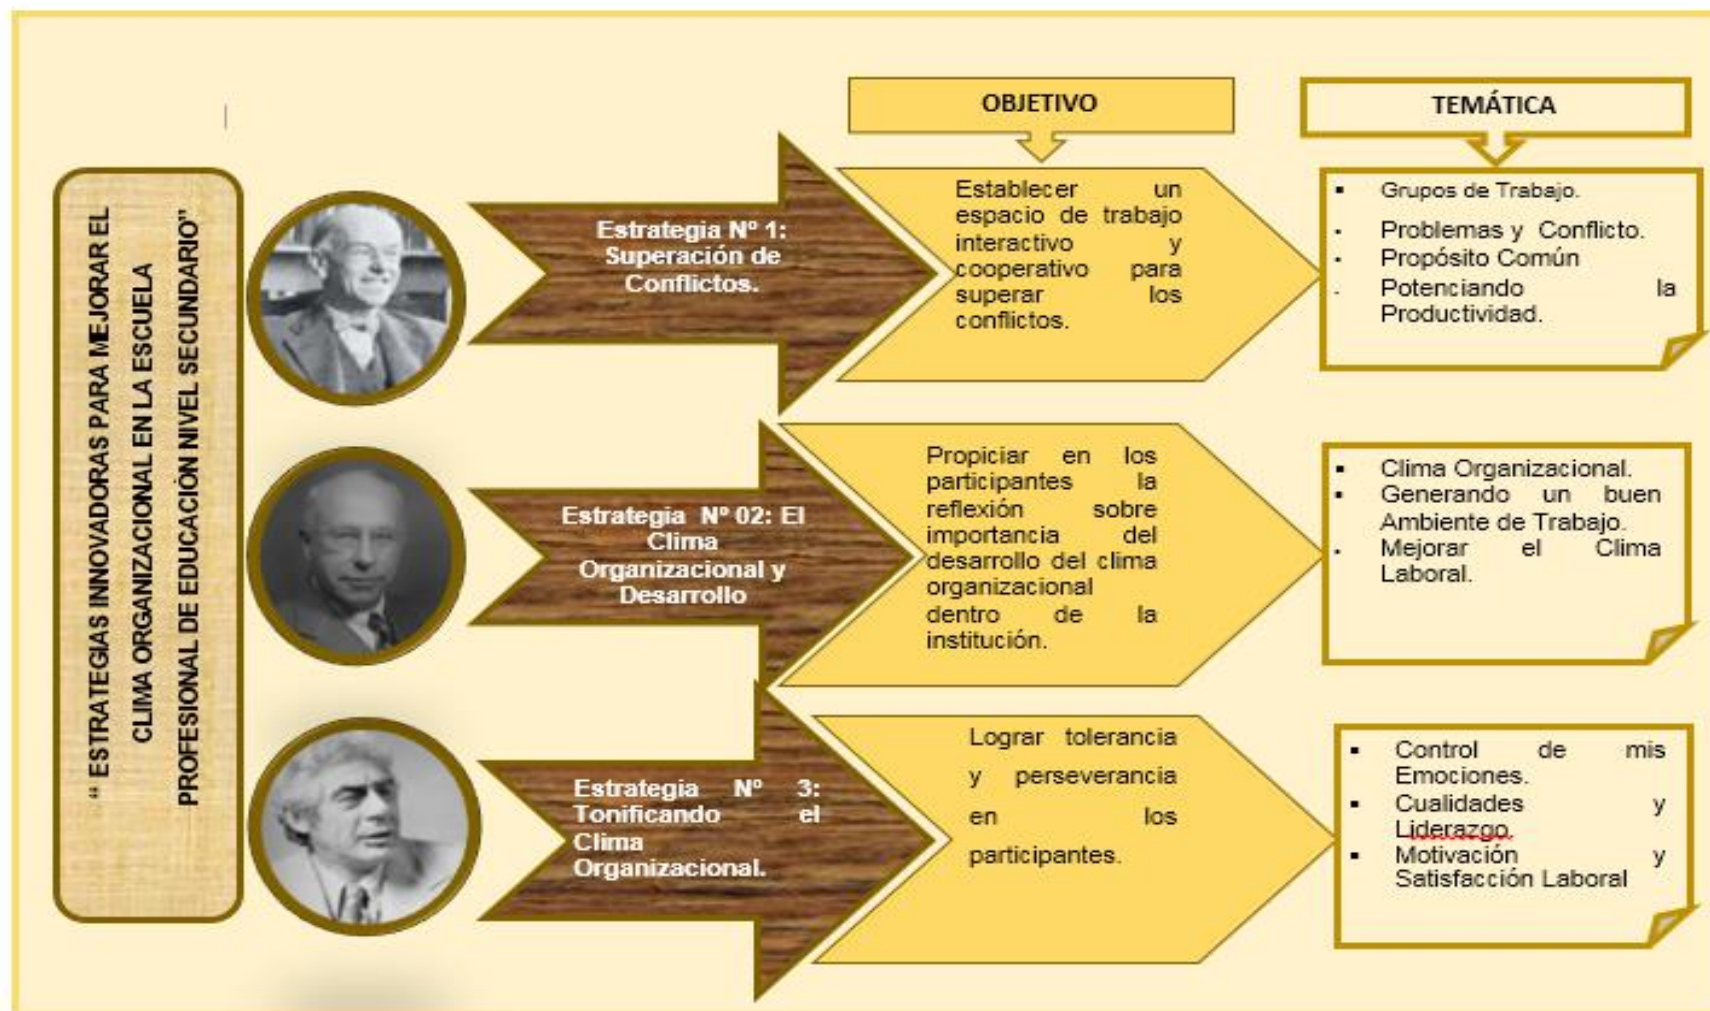 “ ESTRATEGIAS INNOVADORAS PARA MEJORAR EL
CLIMA ORGANIZACIONAL EN LA ESCUELA
PROFESIONAL DE EDUCACIÓN NIVEL SECUNDARIO”
OBJETIVO
TEMÁTICA
Estrategia Nº 1:
Superación de
Conflictos.
Establecer un
espacio de trabajo
interactivo y
cooperativo para
superar los
conflictos.
▪ Grupos de Trabajo.
▪ Problemas y Conflicto.
▪ Propósito Común
▪ Potenciando la
Productividad.
Estrategia Nº 02: El
Clima
Organizacional y
Desarrollo
Propiciar en los
participantes la
reflexión sobre
importancia del
desarrollo del clima
organizacional
dentro de la
institución.
▪ Clima Organizacional.
▪ Generando un buen
Ambiente de Trabajo.
▪ Mejorar el Clima
Laboral.
Estrategia Nº 3:
Tonificando el
Clima
Organizacional.
Lograr tolerancia
y perseverancia
en los
participantes.
▪ Control de mis
Emociones.
▪ Cualidades y
Liderazgo.
▪ Motivación y
Satisfacción Laboral